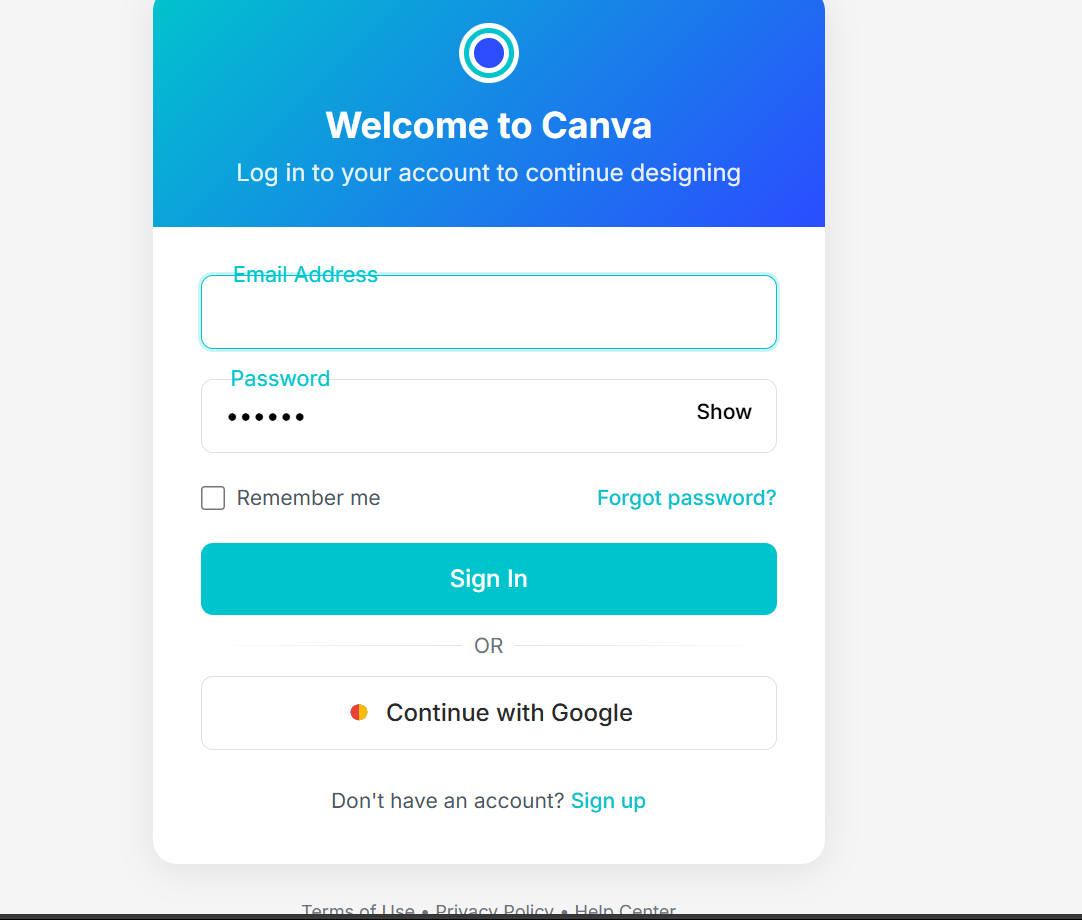 Welcome to Canva
Log in to your account to continue designing
Email Address
Password
••••••
Show
Remember me
Forgot password?
Sign In
OR
Continue with Google
Don't have an account? Sign up
Terms of Use • Privacy Policy • Help Center